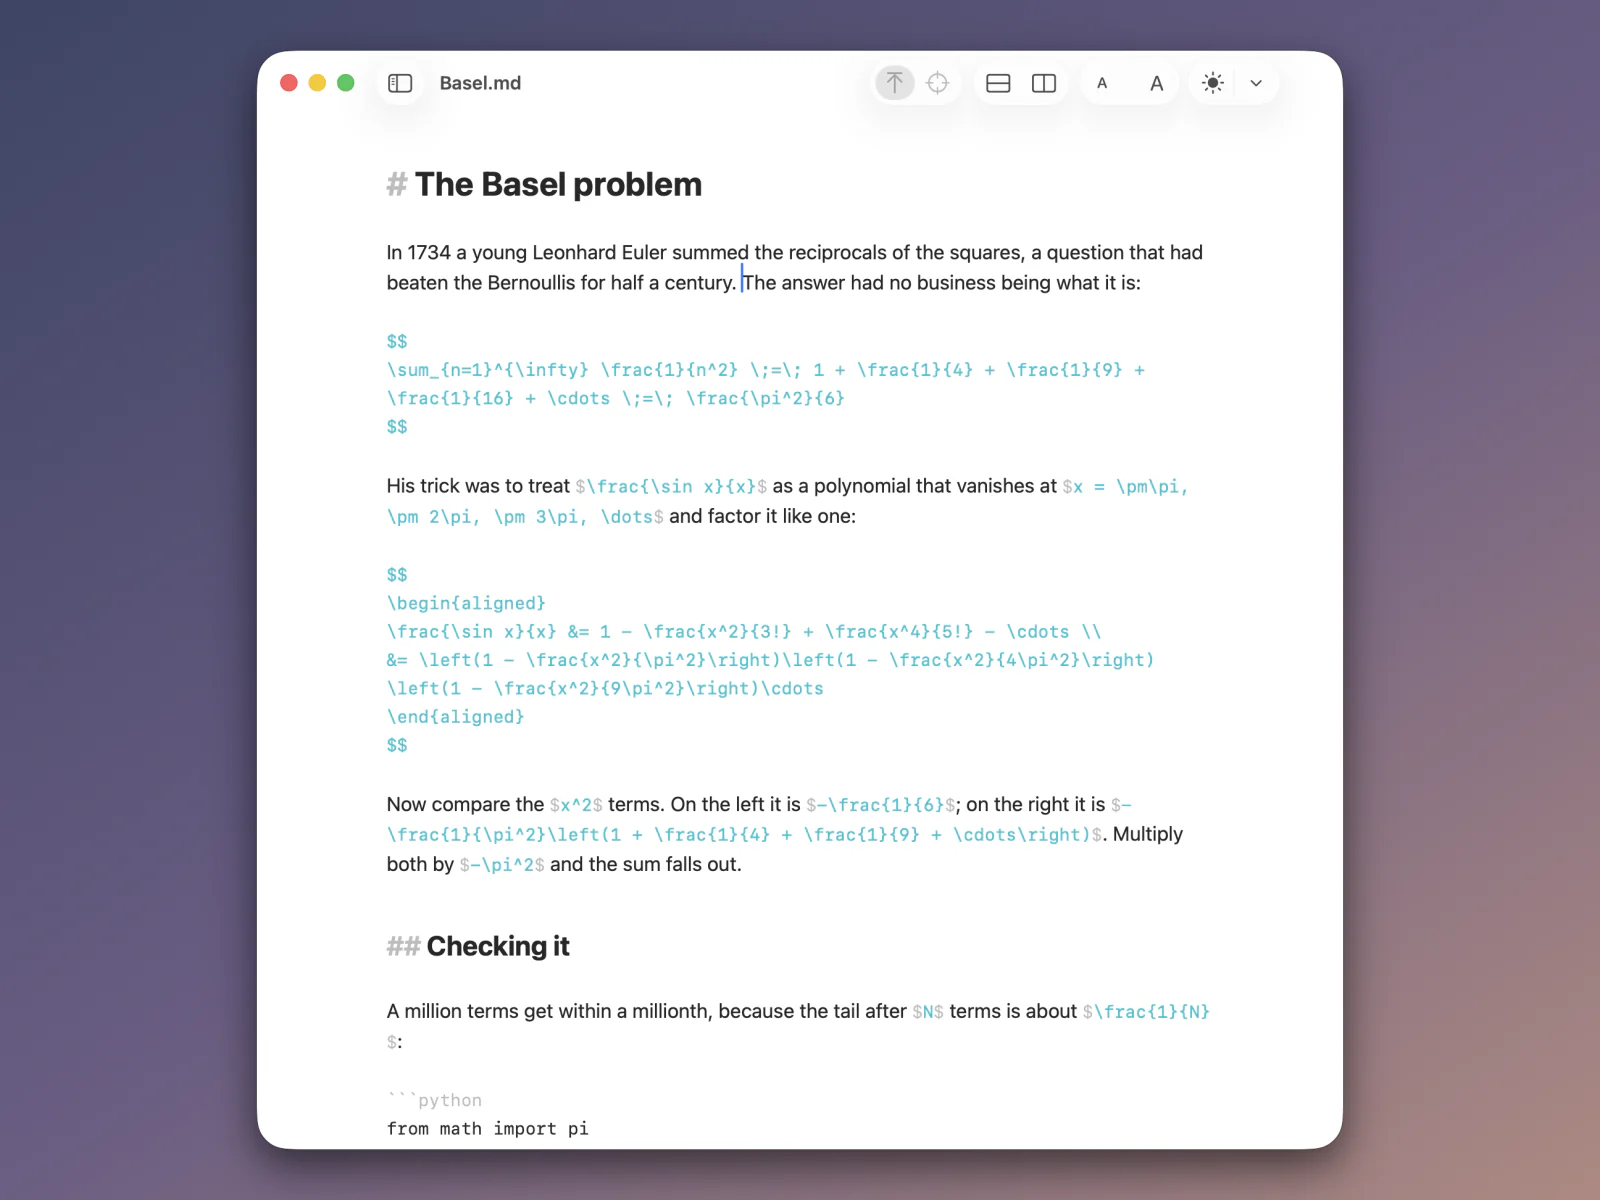 Basel.md
A A
# The Basel problem
In 1734 a young Leonhard Euler summed the reciprocals of the squares, a question that had
beaten the Bernoullis for half a century. The answer had no business being what it is:
$$
\sum_{n=1}^{\infty} \frac{1}{n^2} \;=\; 1 + \frac{1}{4} + \frac{1}{9} +
\frac{1}{16} + \cdots \;=\; \frac{\pi^2}{6}
$$
His trick was to treat $\frac{\sin x}{x}$ as a polynomial that vanishes at $x = \pm\pi,
\pm 2\pi, \pm 3\pi, \dots$ and factor it like one:
$$
\begin{aligned}
\frac{\sin x}{x} &= 1 - \frac{x^2}{3!} + \frac{x^4}{5!} - \cdots \\
&= \left(1 - \frac{x^2}{\pi^2}\right)\left(1 - \frac{x^2}{4\pi^2}\right)
\left(1 - \frac{x^2}{9\pi^2}\right)\cdots
\end{aligned}
$$
Now compare the $x^2$ terms. On the left it is $-\frac{1}{6}$; on the right it is $-
\frac{1}{\pi^2}\left(1 + \frac{1}{4} + \frac{1}{9} + \cdots\right)$. Multiply
both by $-\pi^2$ and the sum falls out.
## Checking it
A million terms get within a millionth, because the tail after $N$ terms is about $\frac{1}{N}
$:
```python
from math import pi